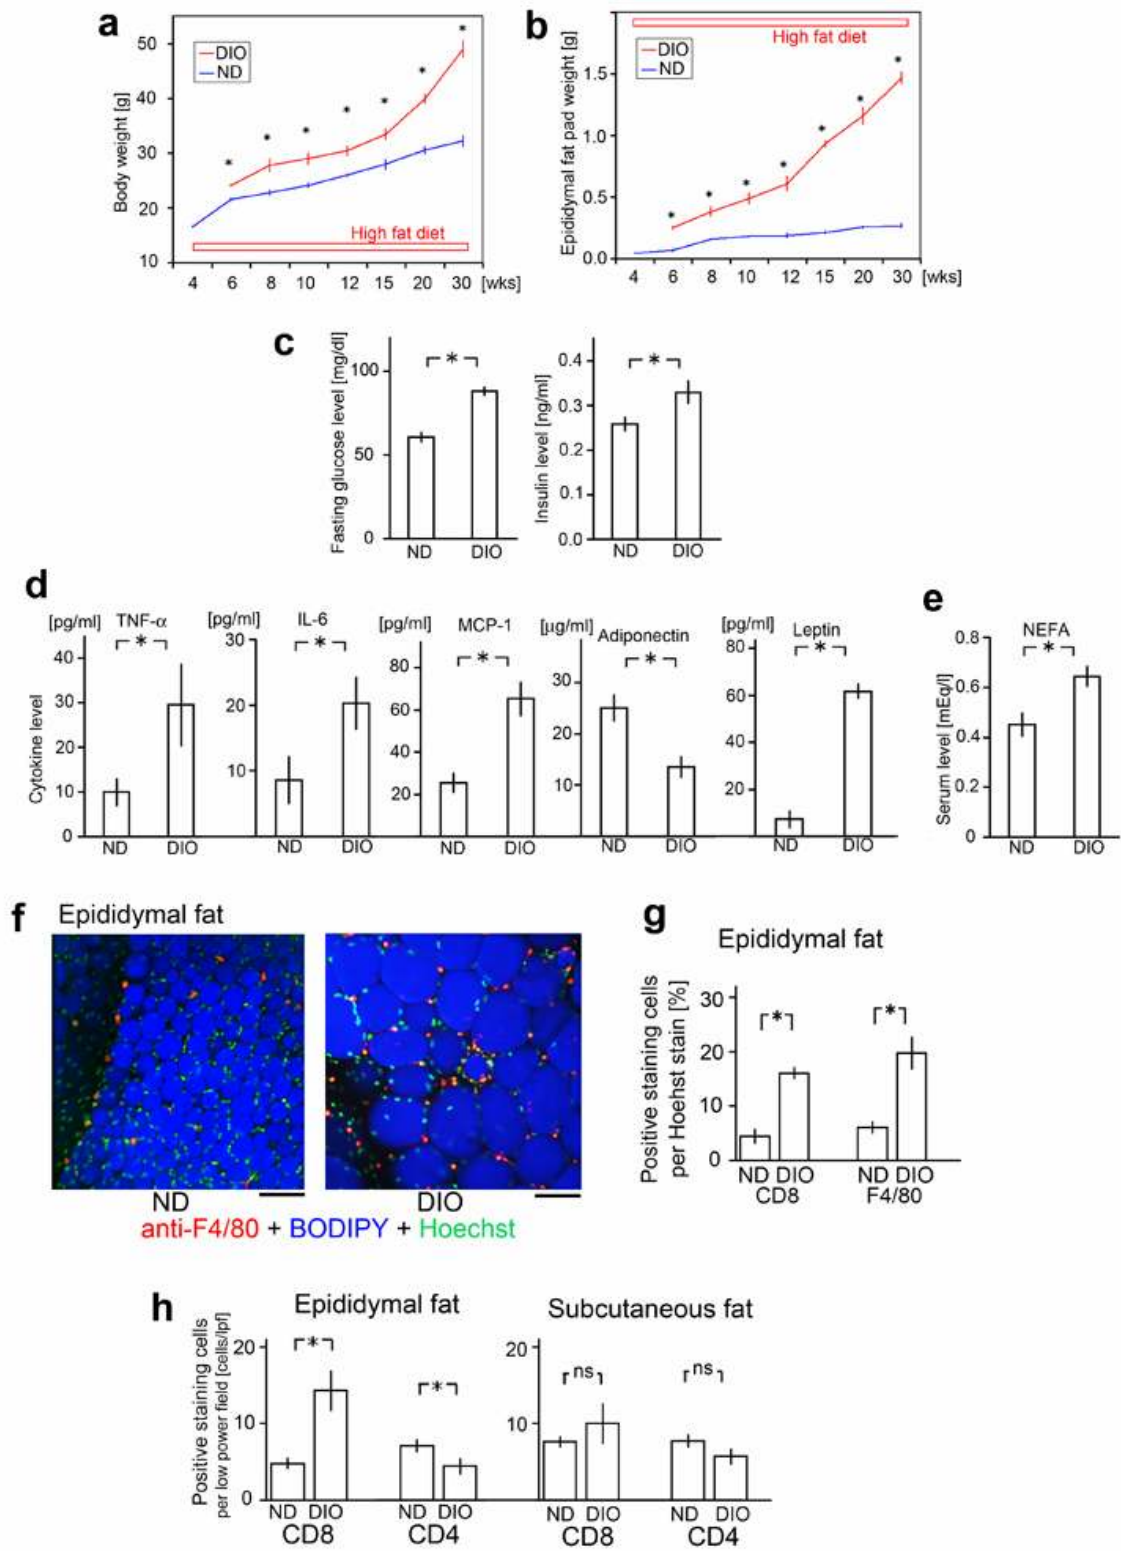 a
Body weight [g]
50
40
30
20
10
DIO
ND
*
*
*
*
*
*
*
High fat diet
4 6 8 10 12 15 20 30 [wks]
b
Epididymal fat pad weight [g]
1.5
1.0
0.5
0.0
High fat diet
DIO
ND
*
*
*
*
*
*
*
4 6 8 10 12 15 20 30 [wks]
c
Fasting glucose level [mg/dl]
100
50
0
*
ND DIO
Insulin level [ng/ml]
0.4
0.3
0.2
0.1
0.0
*
ND DIO
d
Cytokine level
[pg/ml] TNF-α
*
40
30
20
10
0
ND DIO
[pg/ml] IL-6
*
30
20
10
ND DIO
[pg/ml] MCP-1
*
80
60
40
20
ND DIO
[μg/ml] Adiponectin
*
30
20
10
ND DIO
[pg/ml] Leptin
*
80
60
40
20
ND DIO
e
Serum level [mEq/l]
NEFA
*
0.8
0.6
0.4
0.2
0
ND DIO
f
Epididymal fat
ND DIO
anti-F4/80 + BODIPY + Hoechst
g
Epididymal fat
Positive staining cells
per Hoehst stain [%]
30
20
10
0
* *
ND DIO ND DIO
CD8 F4/80
h
Epididymal fat
Positive staining cells
per low power field [cells/lpf]
20
10
0
* *
ND DIO ND DIO
CD8 CD4
Subcutaneous fat
20
10
ns ns
ND DIO ND DIO
CD8 CD4